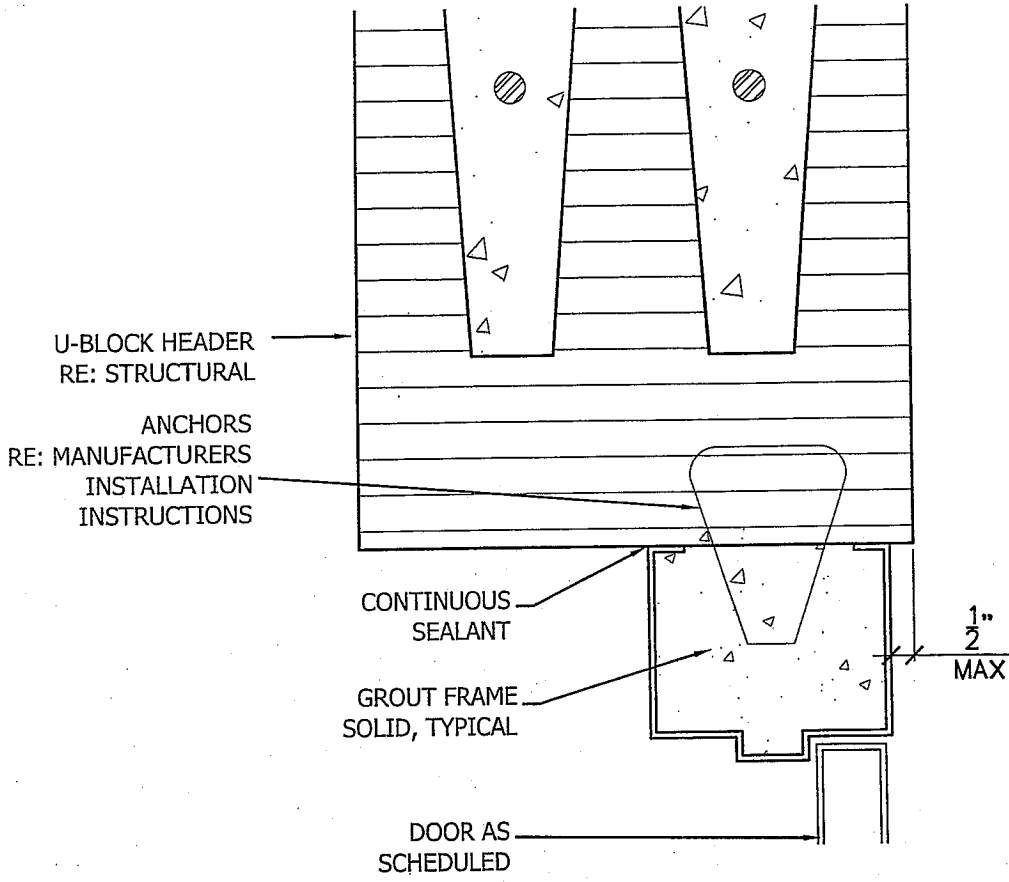 U-BLOCK HEADER
RE: STRUCTURAL
ANCHORS
RE: MANUFACTURERS
INSTALLATION
INSTRUCTIONS
CONTINUOUS
SEALANT
1/2"
MAX
GROUT FRAME
SOLID, TYPICAL
DOOR AS
SCHEDULED